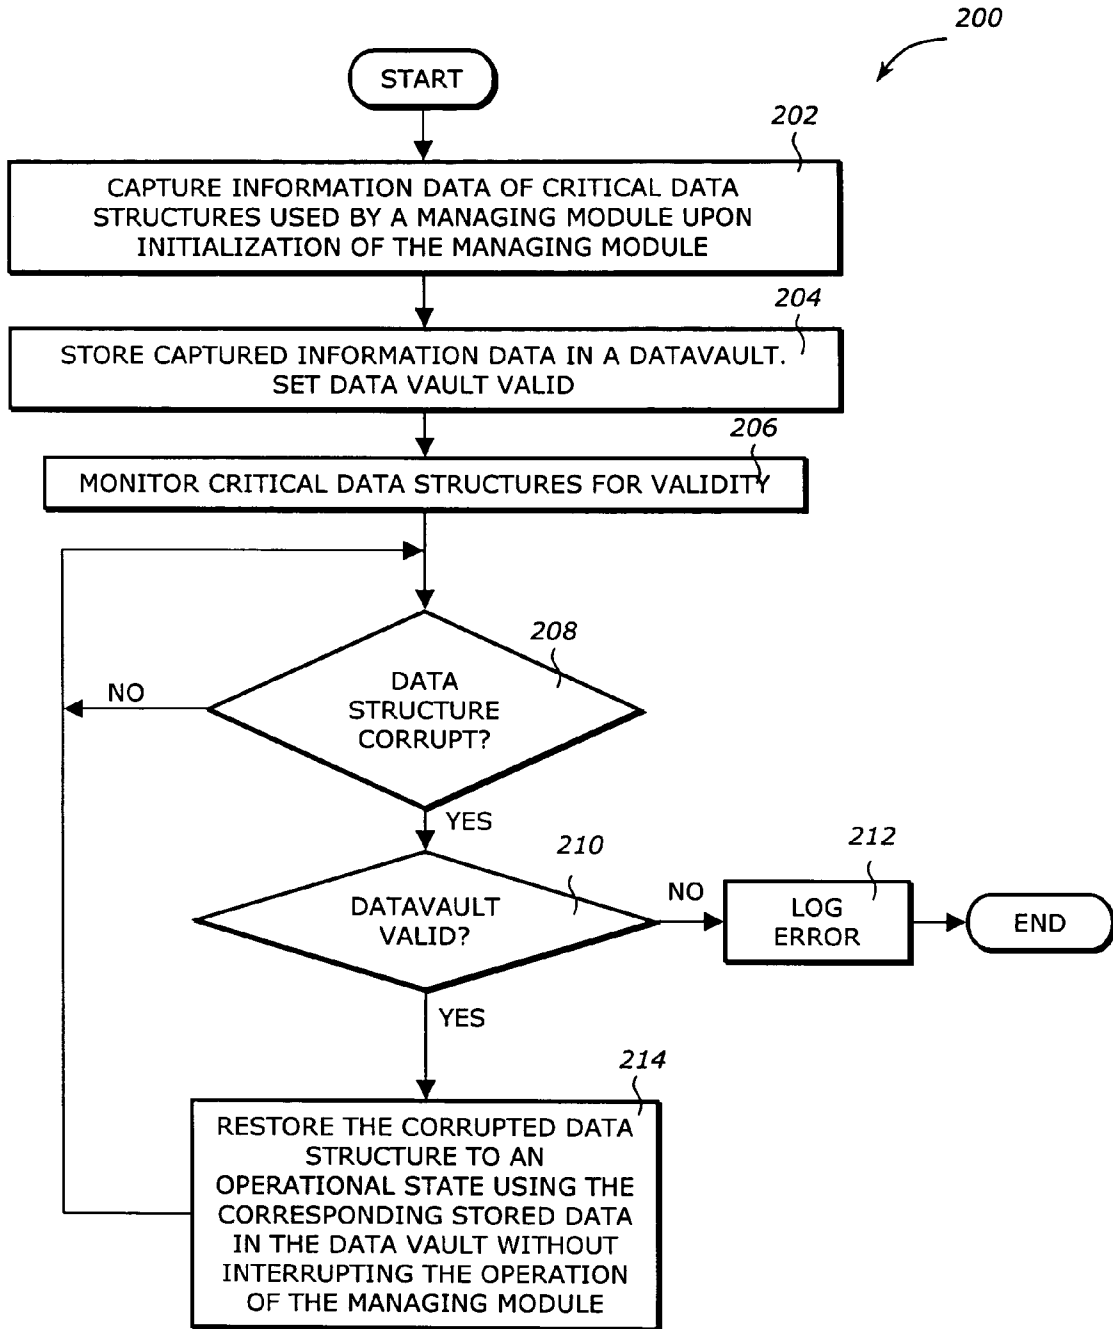 200
START
202
CAPTURE INFORMATION DATA OF CRITICAL DATA
STRUCTURES USED BY A MANAGING MODULE UPON
INITIALIZATION OF THE MANAGING MODULE
204
STORE CAPTURED INFORMATION DATA IN A DATAVAULT.
SET DATA VAULT VALID
206
MONITOR CRITICAL DATA STRUCTURES FOR VALIDITY
208
DATA
STRUCTURE
CORRUPT?
NO
YES
210
DATAVAULT
VALID?
NO
212
LOG
ERROR
END
YES
214
RESTORE THE CORRUPTED DATA
STRUCTURE TO AN
OPERATIONAL STATE USING THE
CORRESPONDING STORED DATA
IN THE DATA VAULT WITHOUT
INTERRUPTING THE OPERATION
OF THE MANAGING MODULE